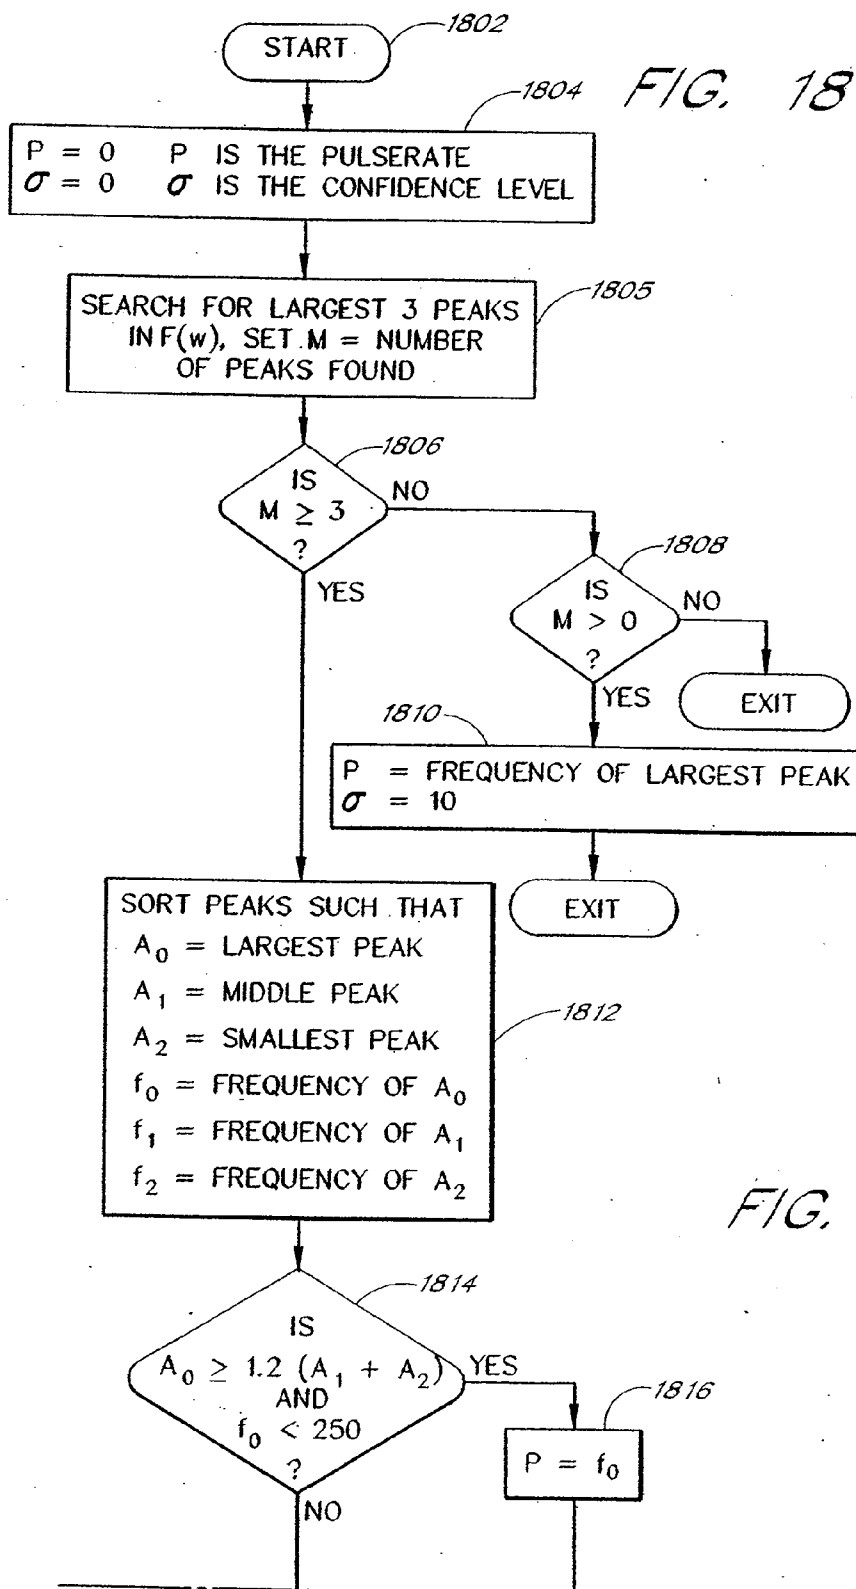 START
1802
FIG. 18
1804
P = 0 P IS THE PULSERATE
σ = 0 σ IS THE CONFIDENCE LEVEL
1805
SEARCH FOR LARGEST 3 PEAKS
IN F(w), SET M = NUMBER
OF PEAKS FOUND
1806
IS
M ≥ 3
?
NO
YES
1808
IS
M > 0
?
NO
YES
EXIT
1810
P = FREQUENCY OF LARGEST PEAK
σ = 10
EXIT
SORT PEAKS SUCH THAT
A₀ = LARGEST PEAK
A₁ = MIDDLE PEAK
A₂ = SMALLEST PEAK
f₀ = FREQUENCY OF A₀
f₁ = FREQUENCY OF A₁
f₂ = FREQUENCY OF A₂
1812
FIG.
1814
IS
A₀ ≥ 1.2 (A₁ + A₂)
AND
f₀ < 250
?
YES
NO
1816
P = f₀